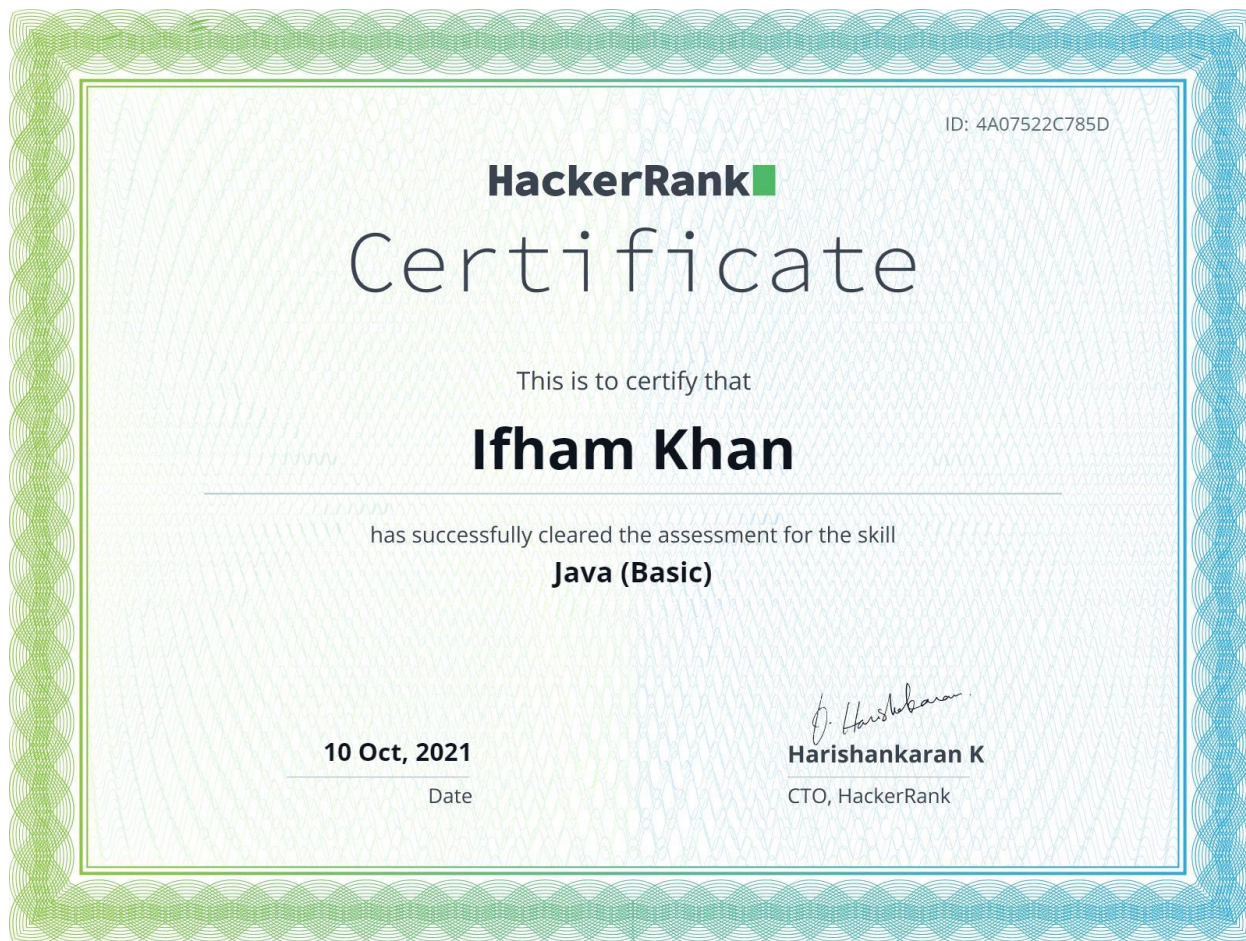 ID: 4A07522C785D
HackerRank
Certificate
This is to certify that
Ifham Khan
has successfully cleared the assessment for the skill
Java (Basic)
10 Oct, 2021
Date
Harishankaran K
CTO, HackerRank